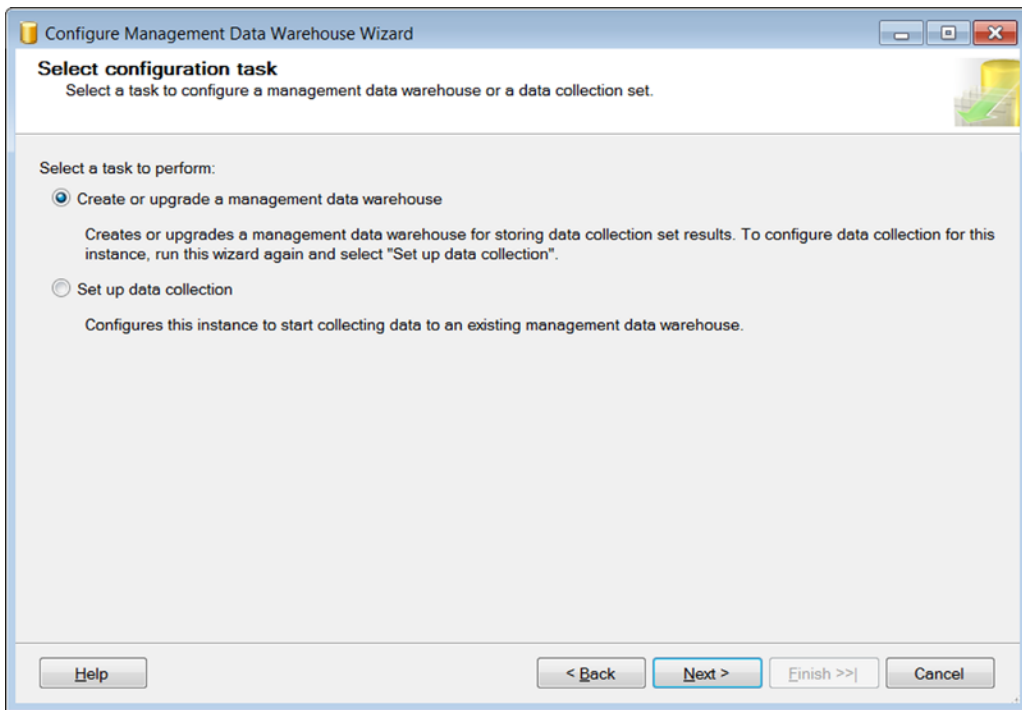 Configure Management Data Warehouse Wizard
Select configuration task
Select a task to configure a management data warehouse or a data collection set.
Select a task to perform:
Create or upgrade a management data warehouse
Creates or upgrades a management data warehouse for storing data collection set results. To configure data collection for this
instance, run this wizard again and select "Set up data collection".
Set up data collection
Configures this instance to start collecting data to an existing management data warehouse.
Help
< Back
Next >
Finish >>|
Cancel